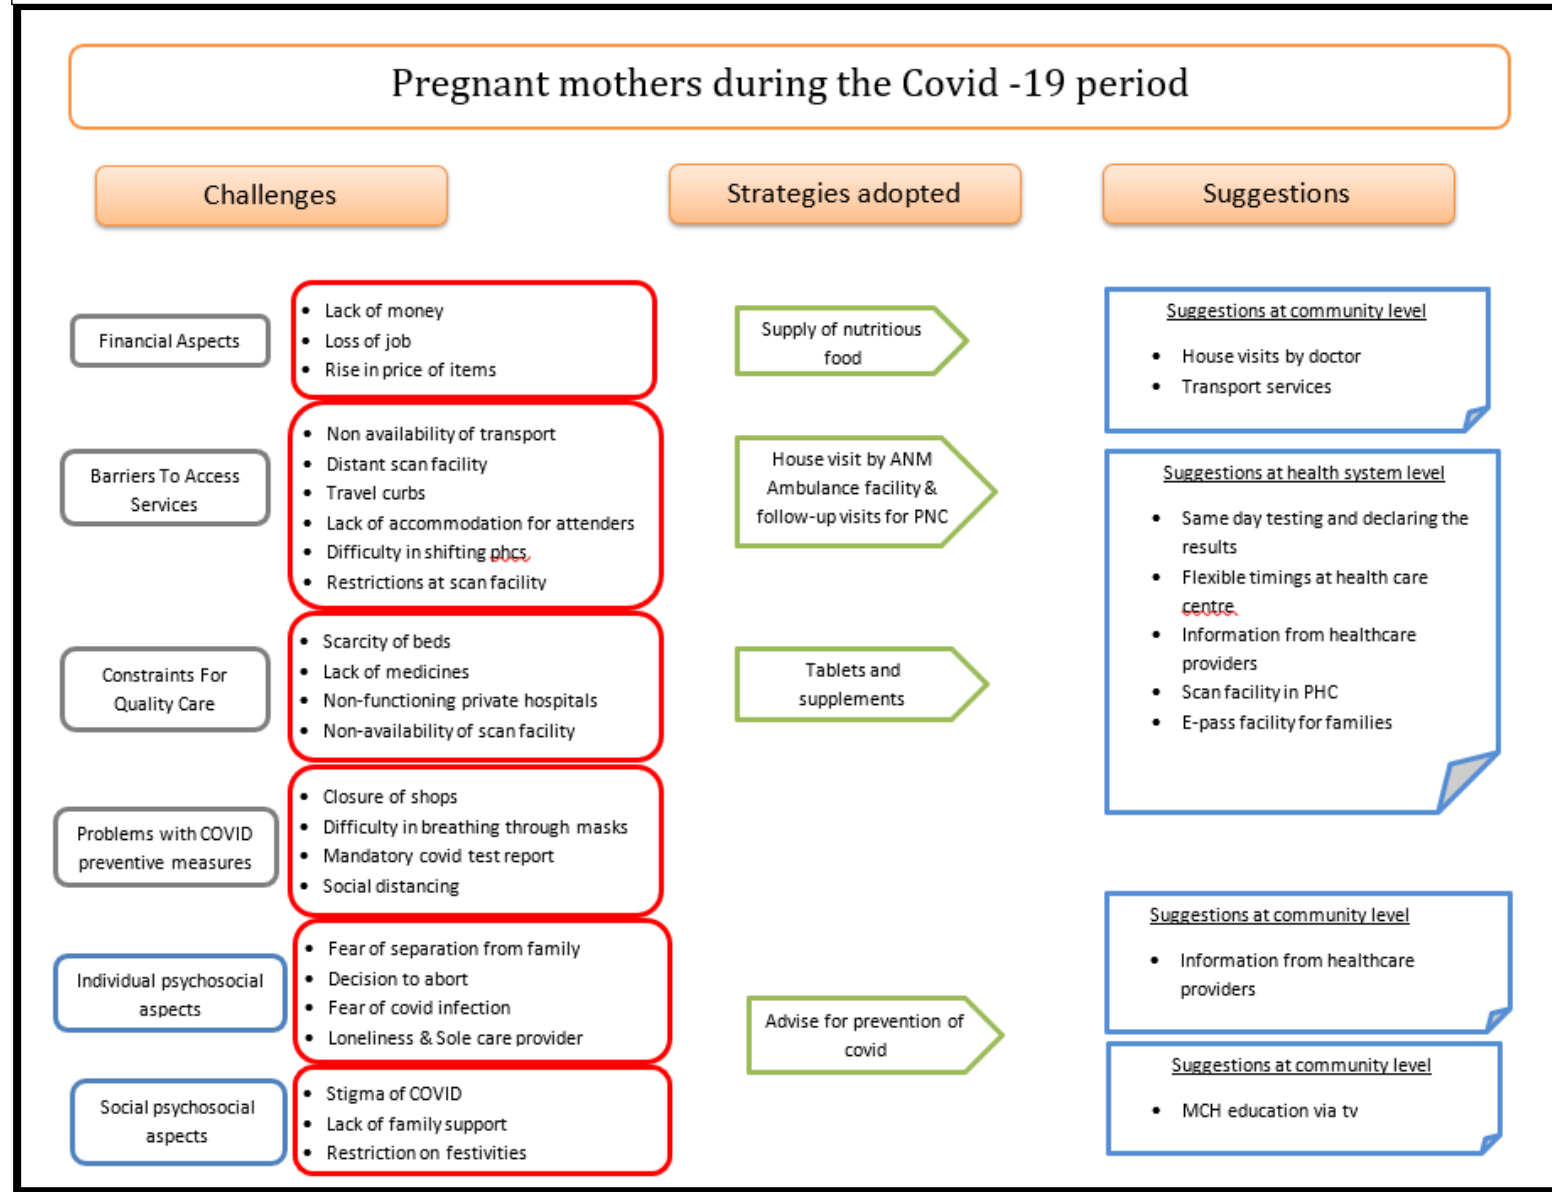 Pregnant mothers during the Covid -19 period
Challenges
Strategies adopted
Suggestions
Financial Aspects
• Lack of money
• Loss of job
• Rise in price of items
Supply of nutritious
food
Suggestions at community level
• House visits by doctor
• Transport services
Barriers To Access
Services
• Non availability of transport
• Distant scan facility
• Travel curbs
• Lack of accommodation for attenders
• Difficulty in shifting phcs
• Restrictions at scan facility
House visit by ANM
Ambulance facility &
follow-up visits for PNC
Suggestions at health system level
• Same day testing and declaring the
results
• Flexible timings at health care
centre
• Information from healthcare
providers
• Scan facility in PHC
• E-pass facility for families
Constraints For
Quality Care
• Scarcity of beds
• Lack of medicines
• Non-functioning private hospitals
• Non-availability of scan facility
Tablets and
supplements
Problems with COVID
preventive measures
• Closure of shops
• Difficulty in breathing through masks
• Mandatory covid test report
• Social distancing
Individual psychosocial
aspects
• Fear of separation from family
• Decision to abort
• Fear of covid infection
• Loneliness & Sole care provider
Advise for prevention of
covid
Suggestions at community level
• Information from healthcare
providers
Social psychosocial
aspects
• Stigma of COVID
• Lack of family support
• Restriction on festivities
Suggestions at community level
• MCH education via tv